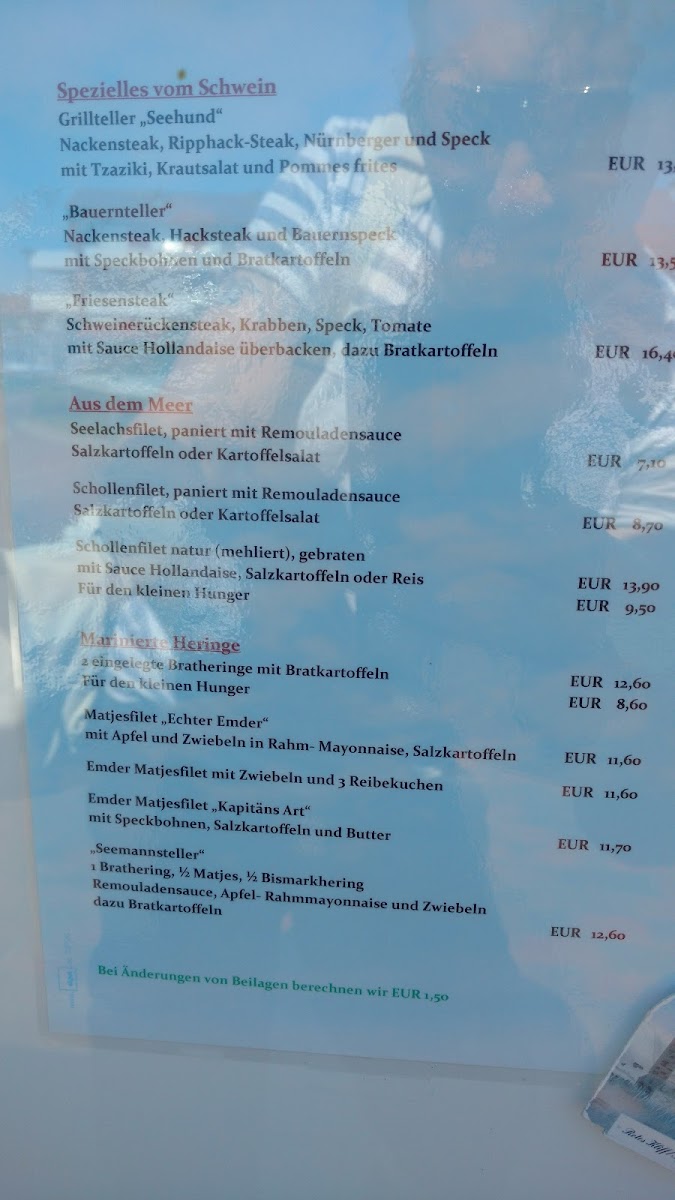 Spezielles vom Schwein
Grillteller „Seehund“
Nackensteak, Ripphack-Steak, Nürnberger und Speck
mit Tzaziki, Krautsalat und Pommes frites EUR 13,
„Bauernteller“
Nackensteak, Hacksteak und Bauernspeck
mit Speckbohnen und Bratkartoffeln EUR 13,5
„Friesensteak“
Schweinerückensteak, Krabben, Speck, Tomate
mit Sauce Hollandaise überbacken, dazu Bratkartoffeln EUR 16,40
Aus dem Meer
Seelachsfilet, paniert mit Remouladensauce
Salzkartoffeln oder Kartoffelsalat EUR 7,10
Schollenfilet, paniert mit Remouladensauce
Salzkartoffeln oder Kartoffelsalat EUR 8,70
Schollenfilet natur (mehliert), gebraten
mit Sauce Hollandaise, Salzkartoffeln oder Reis EUR 13,90
Für den kleinen Hunger EUR 9,50
Marinierte Heringe
2 eingelegte Bratheringe mit Bratkartoffeln EUR 12,60
Für den kleinen Hunger EUR 8,60
Matjesfilet „Echter Emder“
mit Apfel und Zwiebeln in Rahm- Mayonnaise, Salzkartoffeln EUR 11,60
Emder Matjesfilet mit Zwiebeln und 3 Reibekuchen EUR 11,60
Emder Matjesfilet „Kapitäns Art“
mit Speckbohnen, Salzkartoffeln und Butter EUR 11,70
„Seemannsteller“
1 Brathering, ½ Matjes, ½ Bismarkhering
Remouladensauce, Apfel- Rahmmayonnaise und Zwiebeln
dazu Bratkartoffeln EUR 12,60
Bei Änderungen von Beilagen berechnen wir EUR 1,50